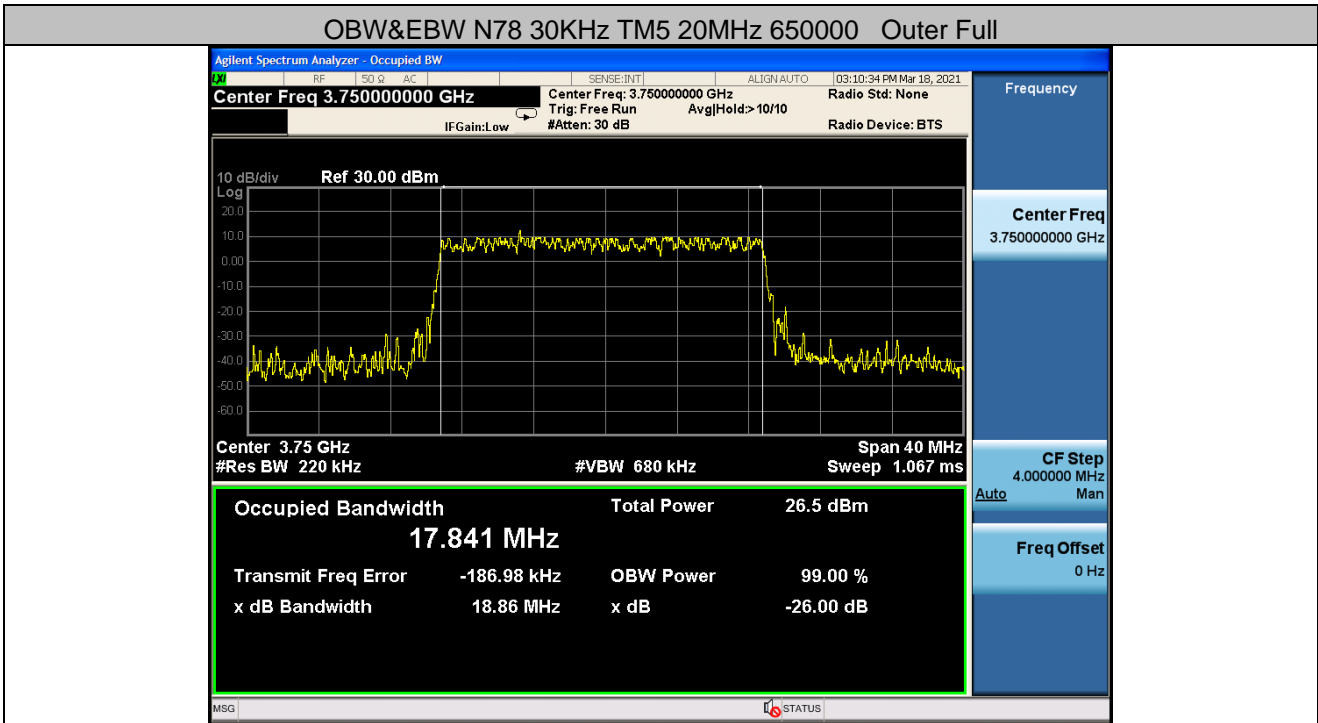 OBW&EBW N78 30KHz TM5 20MHz 650000 Outer Full
Agilent Spectrum Analyzer - Occupied BW
LXI RF 50 Ω AC SENSE:INT ALIGN AUTO 03:10:34 PM Mar 18, 2021
Center Freq 3.750000000 GHz
Center Freq: 3.750000000 GHz
Radio Std: None
Trig: Free Run Avg|Hold:>10/10
IFGain:Low #Atten: 30 dB Radio Device: BTS
10 dB/div Ref 30.00 dBm
Log
20.0
10.0
0.00
-10.0
-20.0
-30.0
-40.0
-50.0
-60.0
Center 3.75 GHz Span 40 MHz
#Res BW 220 kHz #VBW 680 kHz Sweep 1.067 ms
Occupied Bandwidth Total Power 26.5 dBm
17.841 MHz
Transmit Freq Error -186.98 kHz OBW Power 99.00 %
x dB Bandwidth 18.86 MHz x dB -26.00 dB
MSG STATUS
Frequency
Center Freq
3.750000000 GHz
CF Step
4.000000 MHz
Auto Man
Freq Offset
0 Hz